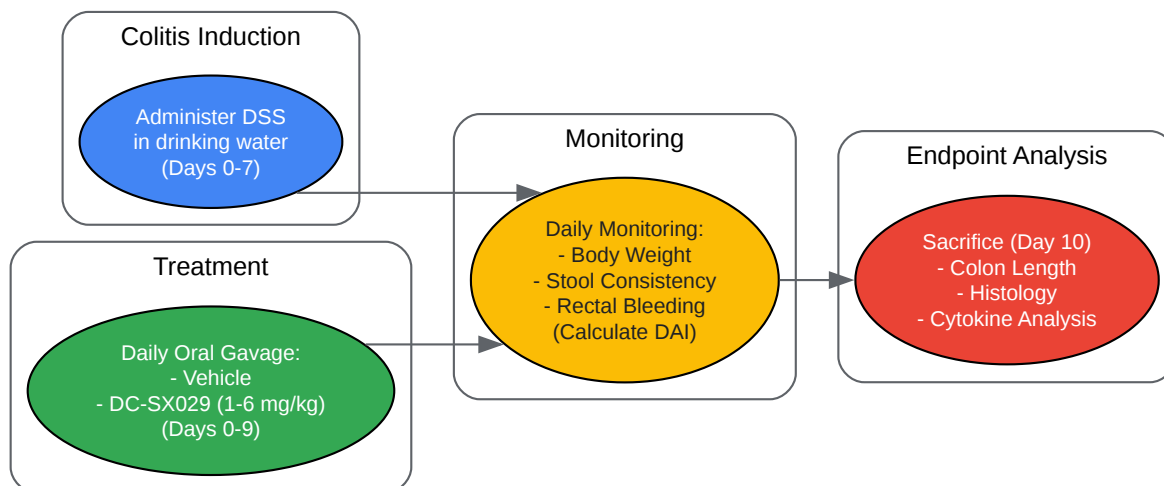 Colitis Induction
Administer DSS
in drinking water
(Days 0-7)
Treatment
Daily Oral Gavage:
- Vehicle
- DC-SX029 (1-6 mg/kg)
(Days 0-9)
Monitoring
Daily Monitoring:
- Body Weight
- Stool Consistency
- Rectal Bleeding
(Calculate DAI)
Endpoint Analysis
Sacrifice (Day 10)
- Colon Length
- Histology
- Cytokine Analysis